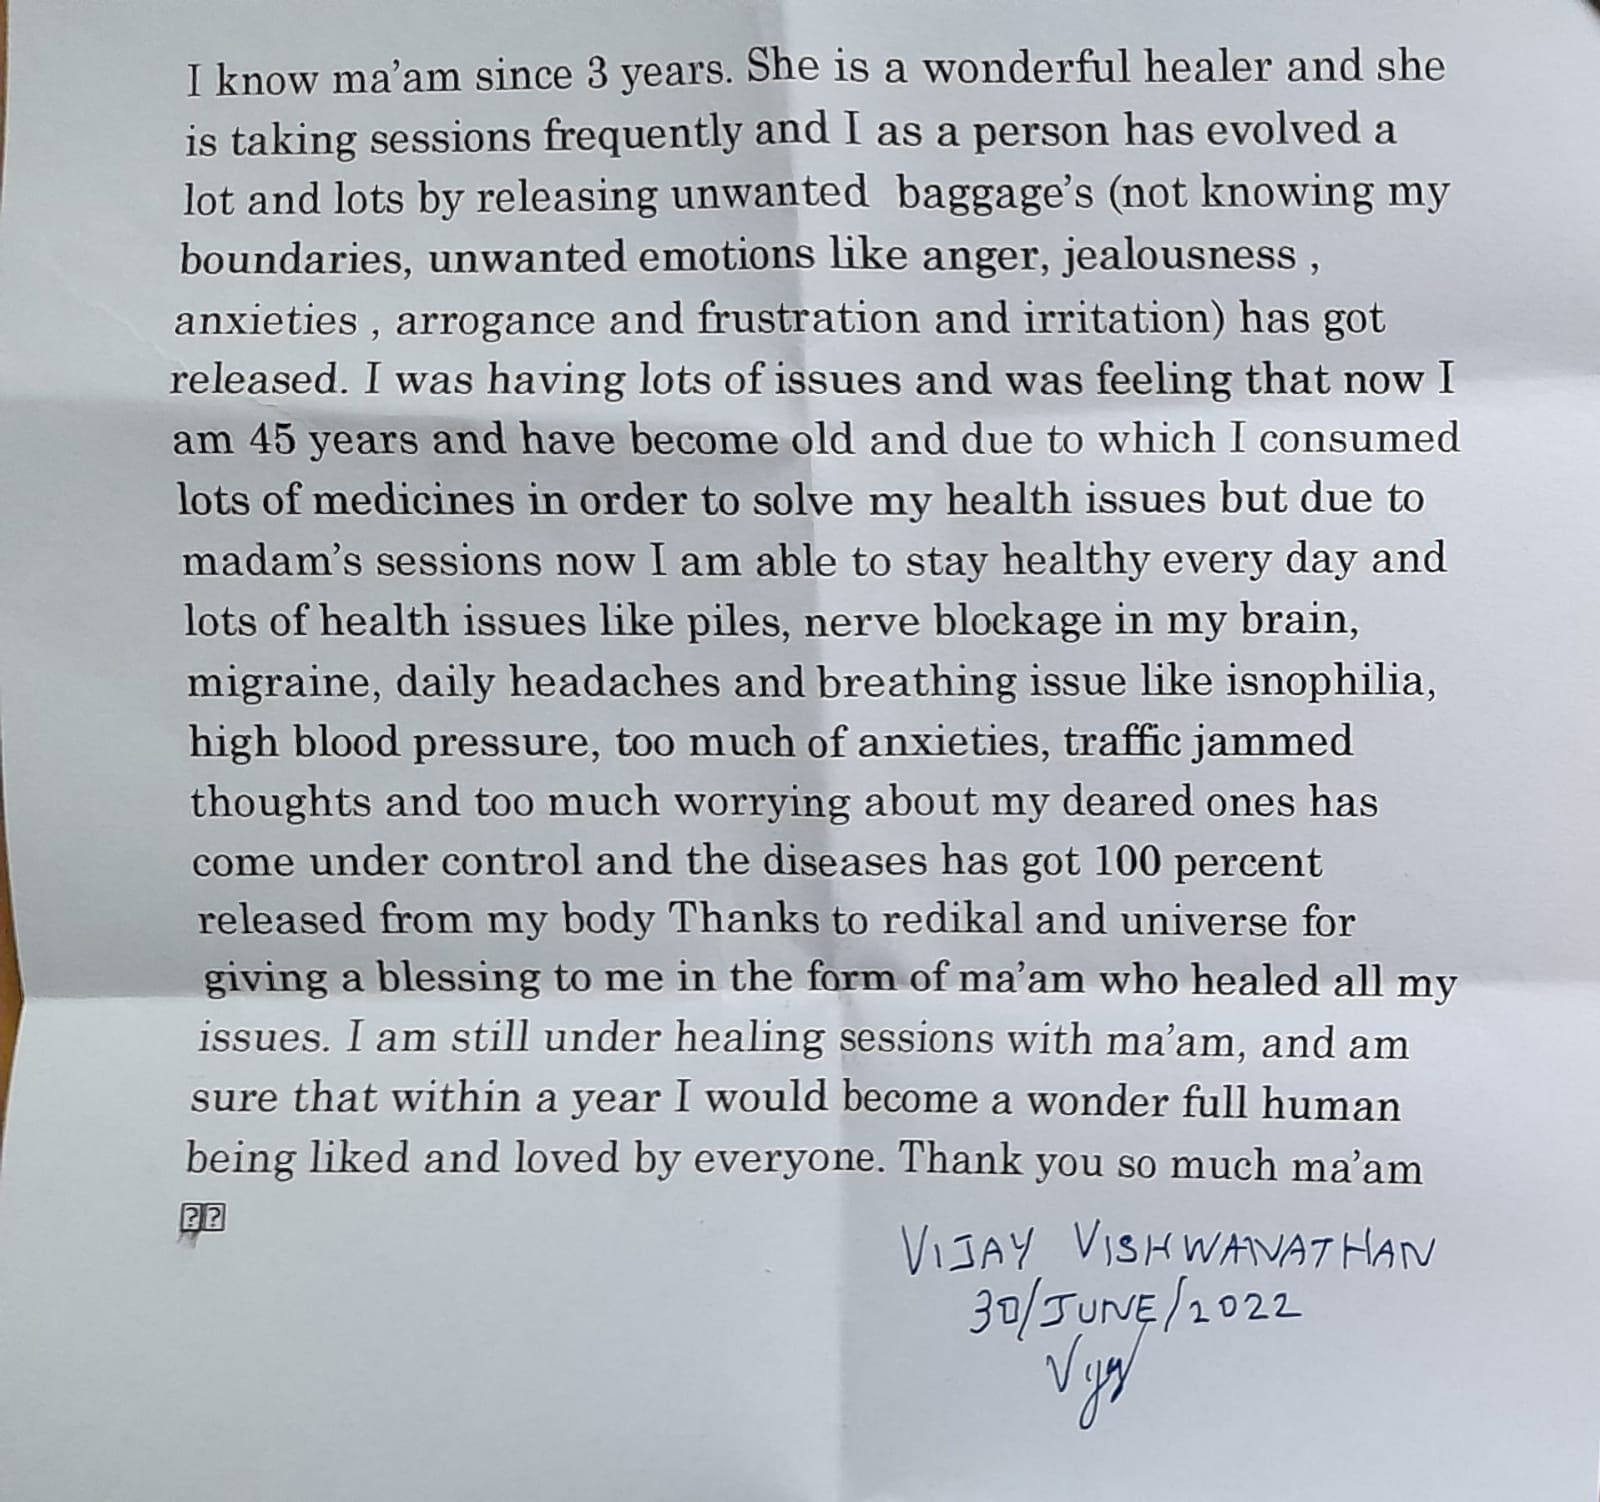 I know ma'am since 3 years. She is a wonderful healer and she
is taking sessions frequently and I as a person has evolved a
lot and lots by releasing unwanted  baggage's (not knowing my
boundaries, unwanted emotions like anger, jealousness ,
anxieties , arrogance and frustration and irritation) has got
released. I was having lots of issues and was feeling that now I
am 45 years and have become old and due to which I consumed
lots of medicines in order to solve my health issues but due to
madam's sessions now I am able to stay healthy every day and
lots of health issues like piles, nerve blockage in my brain,
migraine, daily headaches and breathing issue like isnophilia,
high blood pressure, too much of anxieties, traffic jammed
thoughts and too much worrying about my deared ones has
come under control and the diseases has got 100 percent
released from my body Thanks to redikal and universe for
giving a blessing to me in the form of ma'am who healed all my
issues. I am still under healing sessions with ma'am, and am
sure that within a year I would become a wonder full human
being liked and loved by everyone. Thank you so much ma'am
VIJAY VISHWANATHAN
30/JUNE/2022